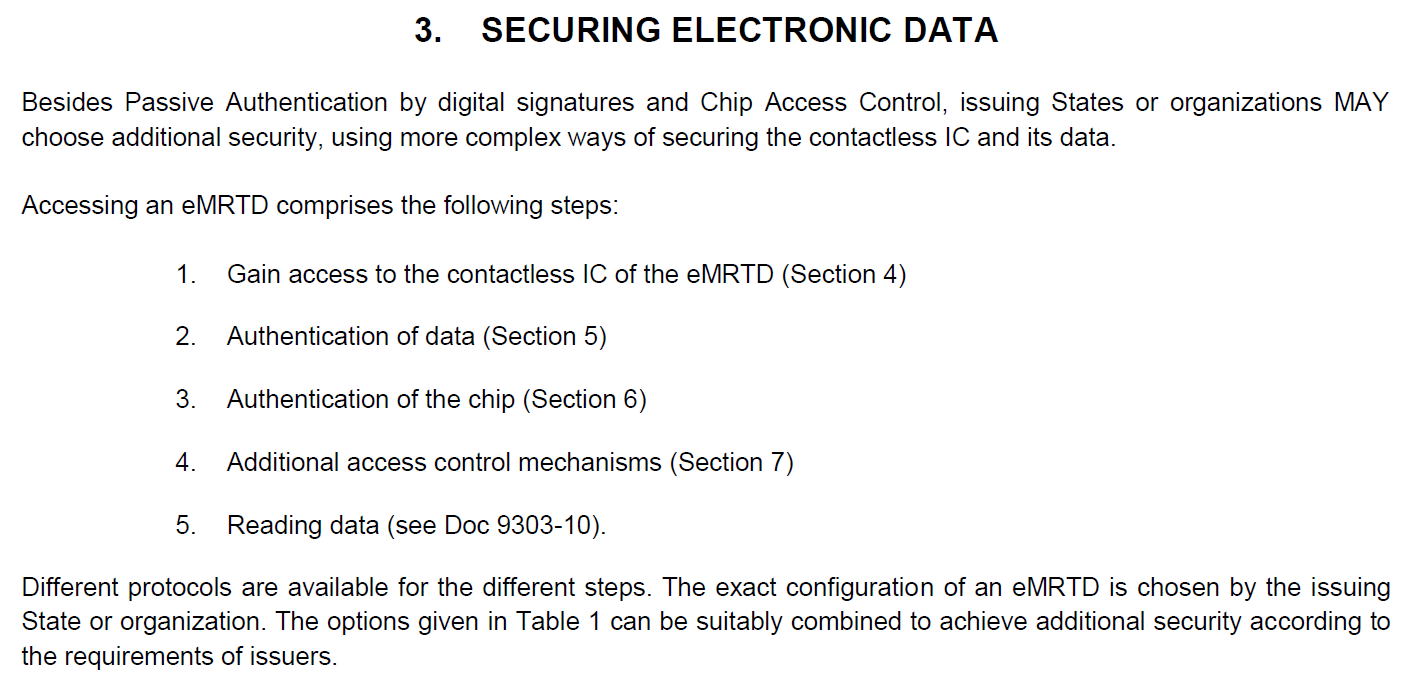 3. SECURING ELECTRONIC DATA
Besides Passive Authentication by digital signatures and Chip Access Control, issuing States or organizations MAY
choose additional security, using more complex ways of securing the contactless IC and its data.
Accessing an eMRTD comprises the following steps:
1. Gain access to the contactless IC of the eMRTD (Section 4)
2. Authentication of data (Section 5)
3. Authentication of the chip (Section 6)
4. Additional access control mechanisms (Section 7)
5. Reading data (see Doc 9303-10).
Different protocols are available for the different steps. The exact configuration of an eMRTD is chosen by the issuing
State or organization. The options given in Table 1 can be suitably combined to achieve additional security according to
the requirements of issuers.